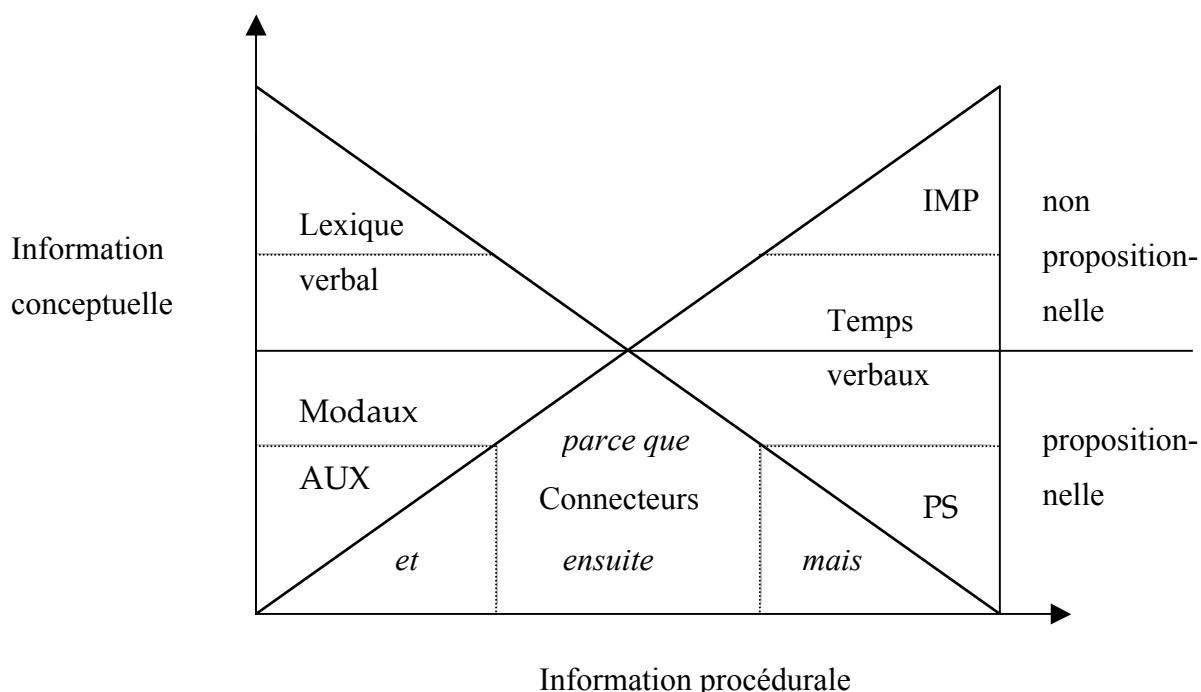 IMP
non
Lexique
Information
proposition-
verbal
conceptuelle
nelle
Temps
verbaux
Modaux
parce que
proposition-
AUX
Connecteurs
nelle
PS
et
ensuite
mais
Information procédurale